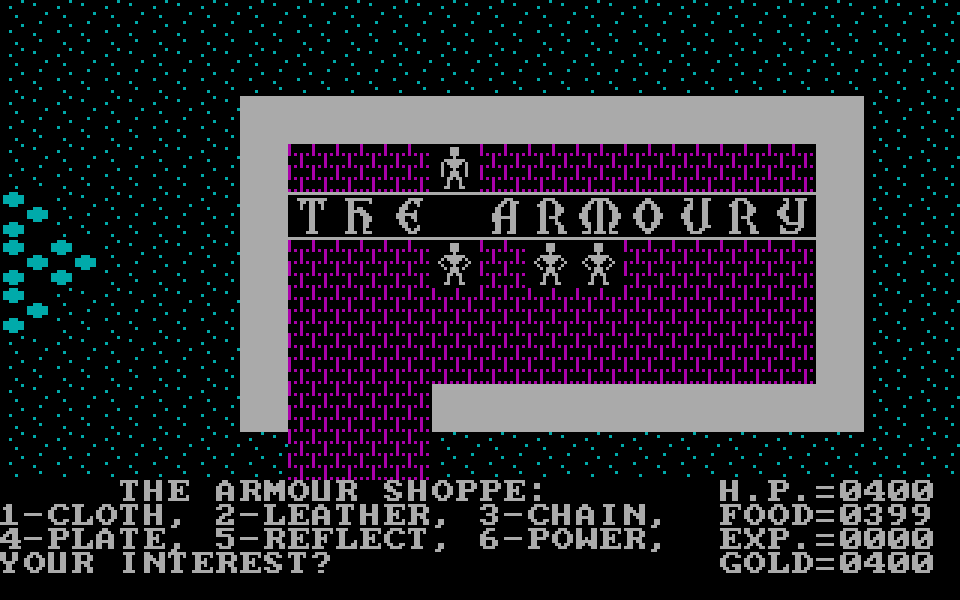 THE ARMOURY
THE ARMOUR SHOPPE:
1-CLOTH, 2-LEATHER, 3-CHAIN,
4-PLATE, 5-REFLECT, 6-POWER,
YOUR INTEREST?
H.P.=0400
FOOD=0399
EXP.=0000
GOLD=0400